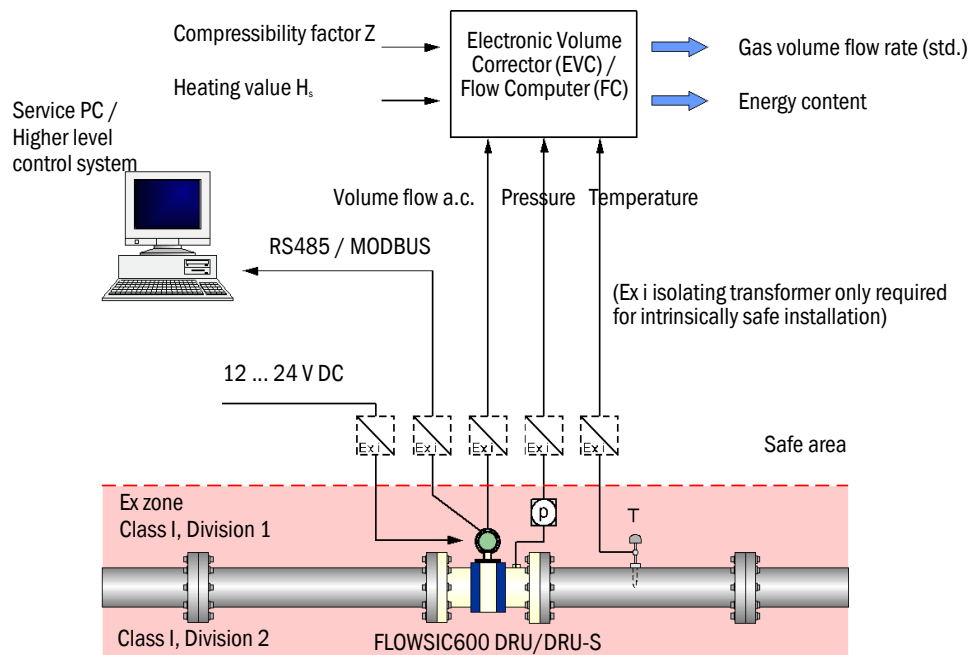 Compressibility factor Z
Electronic Volume
Corrector (EVC) /
Flow Computer (FC)
Gas volume flow rate (std.)
Heating value Hs
Energy content
Service PC /
Higher level
control system
Volume flow a.c.
Pressure
Temperature
RS485 / MODBUS
(Ex i isolating transformer only required
for intrinsically safe installation)
12 ... 24 V DC
Ex i
Ex i
Ex i
Ex i
Ex i
Safe area
Ex zone
Class I, Division 1
p
T
Class I, Division 2
FLOWSIC600 DRU/DRU-S